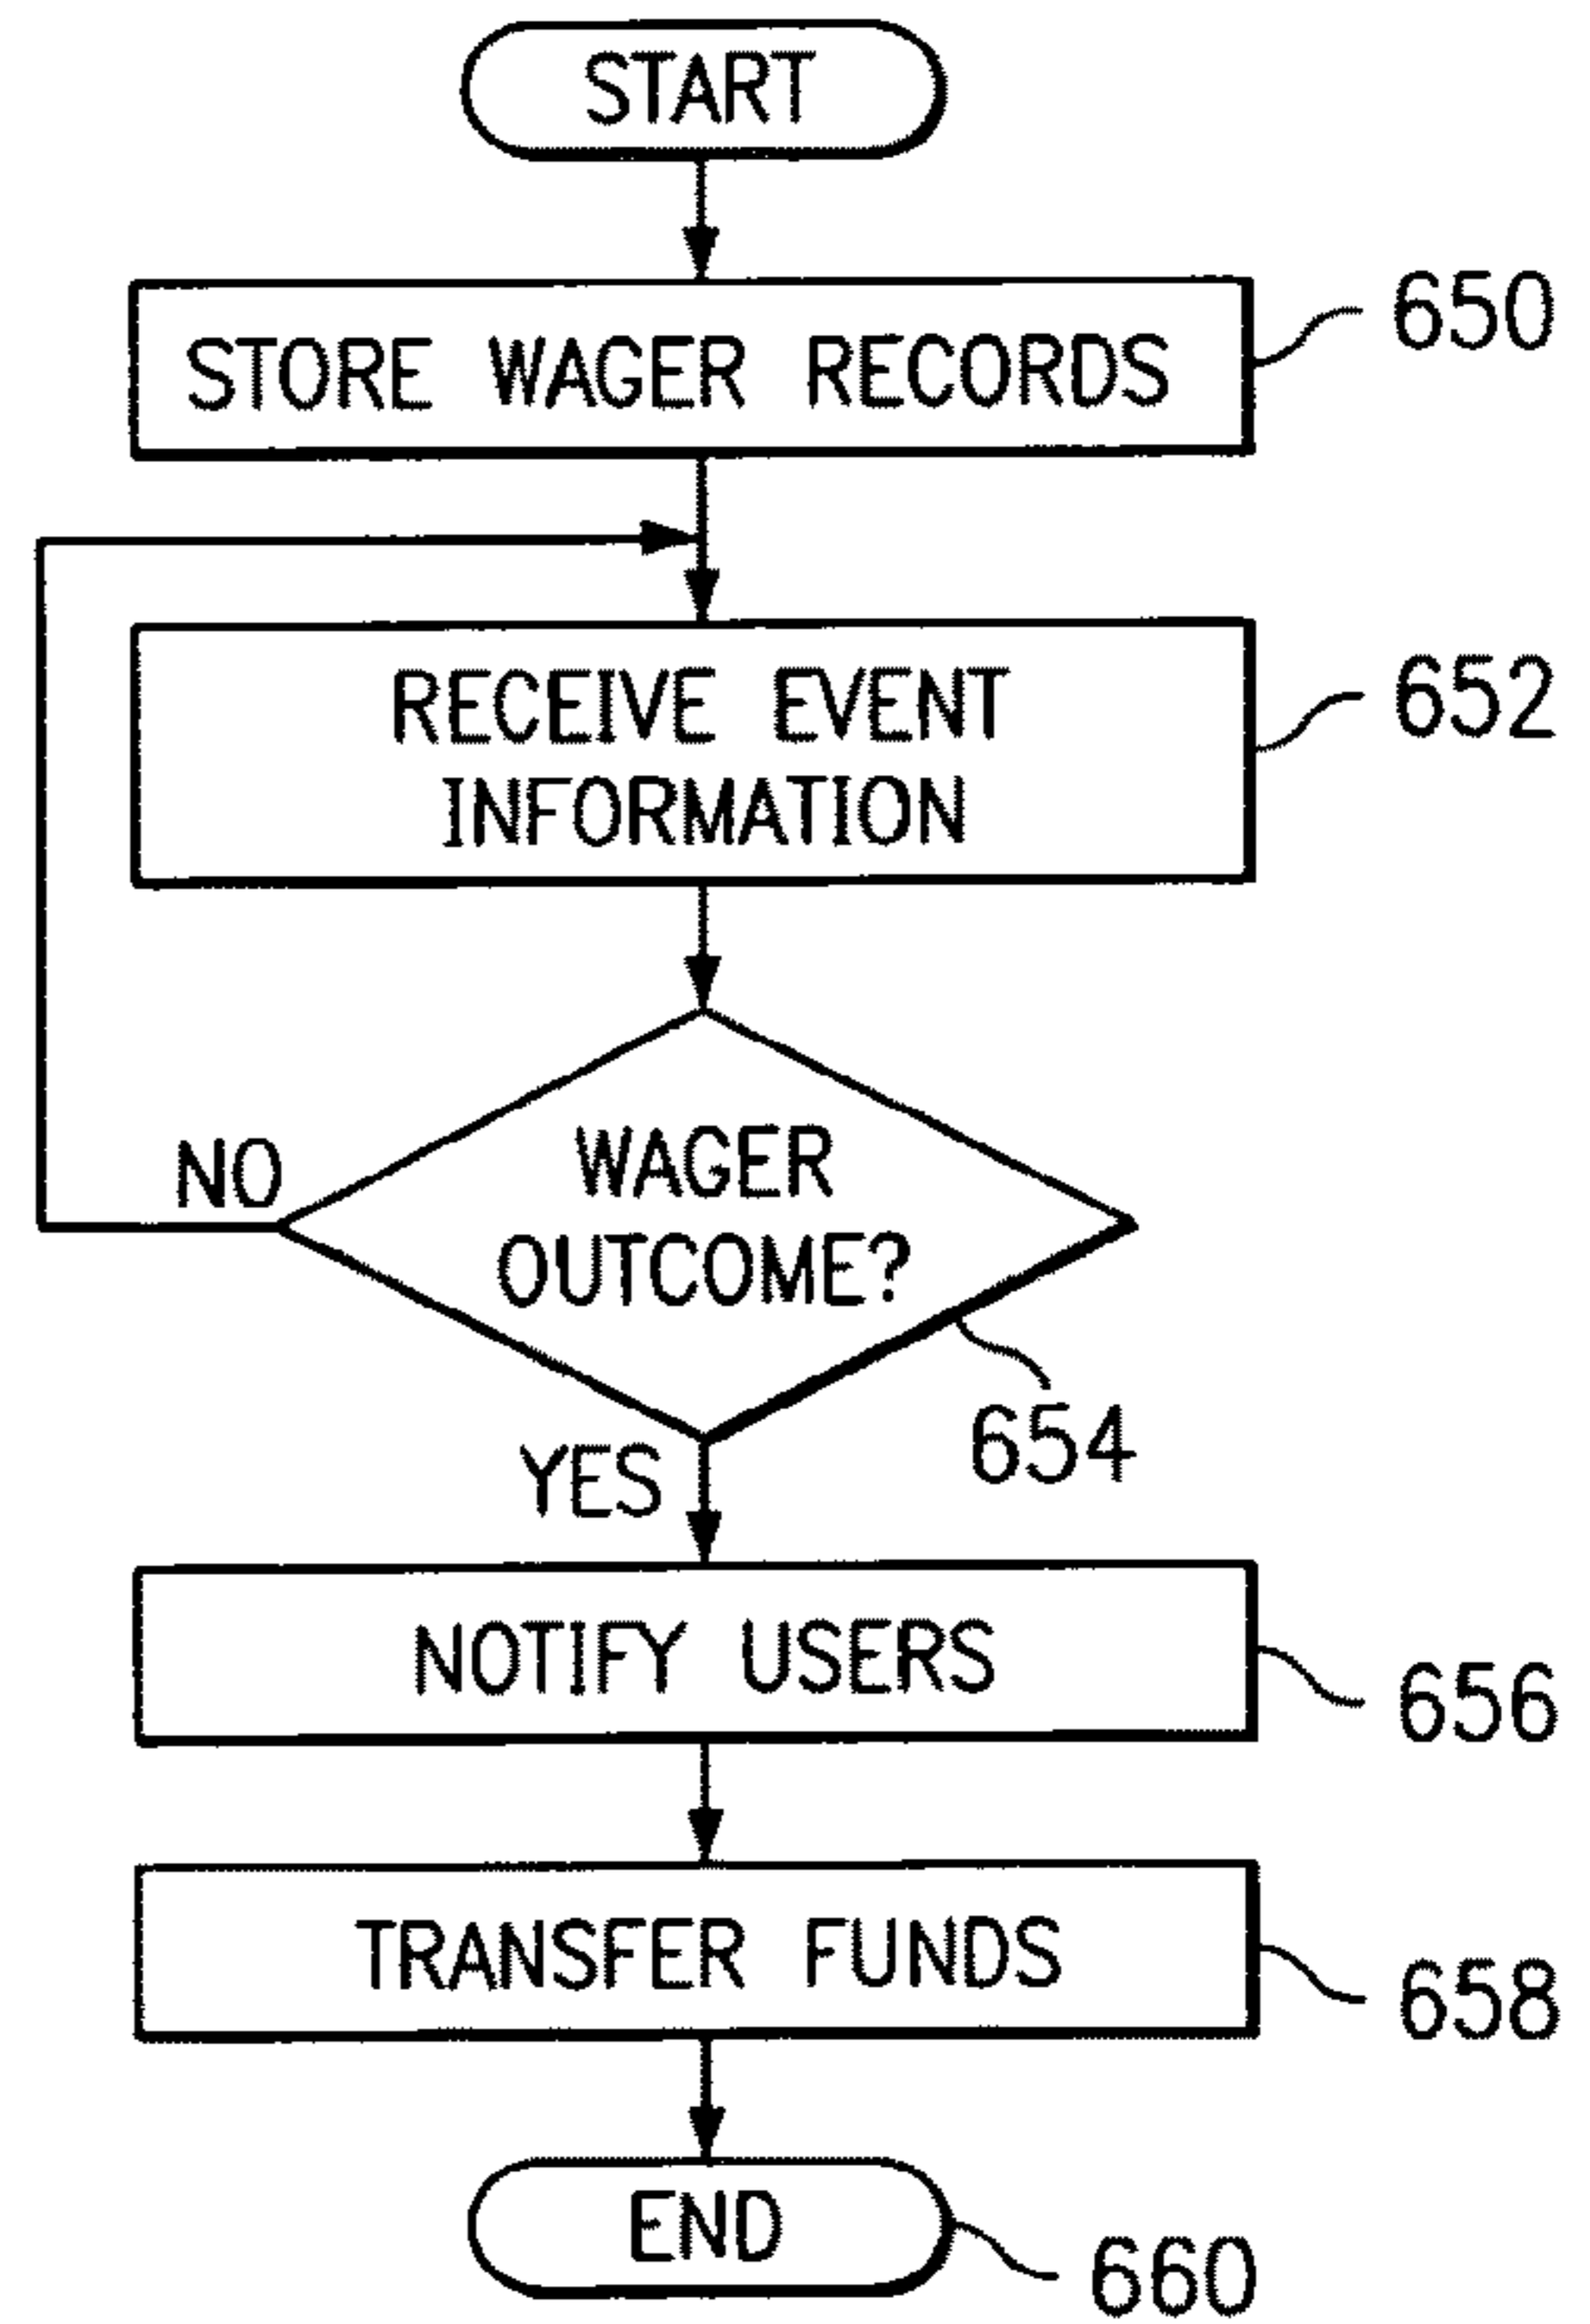 START
STORE WAGER RECORDS
650
RECEIVE EVENT
INFORMATION
652
WAGER
OUTCOME?
NO
654
YES
NOTIFY USERS
656
TRANSFER FUNDS
658
END
660